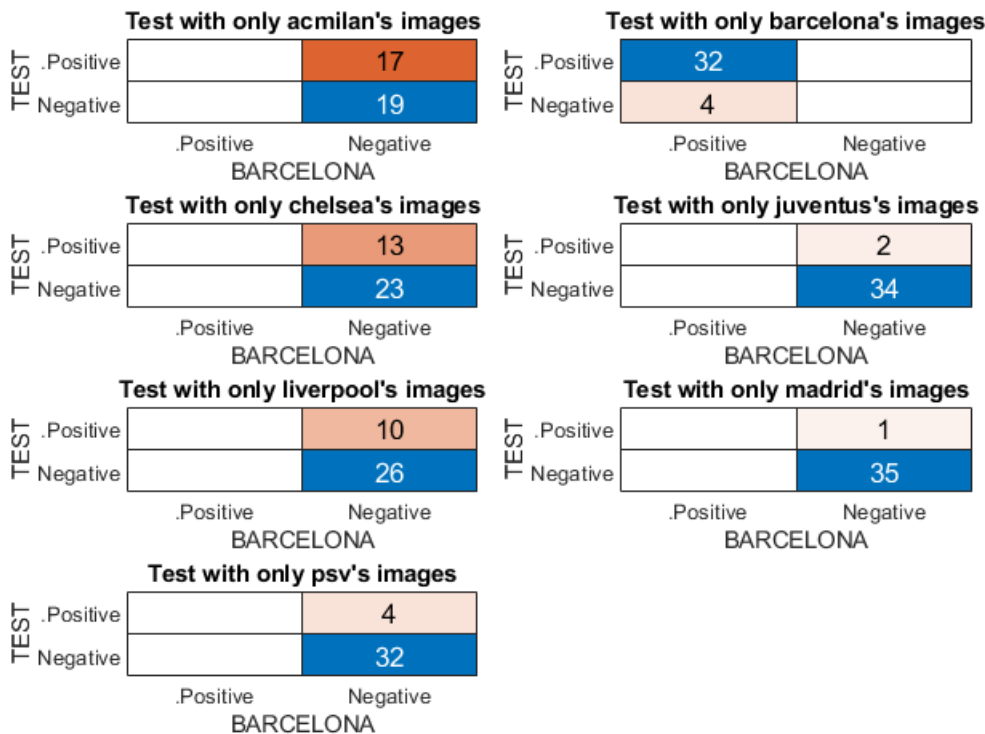 Test with only acmilan's images
TEST
.Positive
17
Negative
19
.Positive Negative
BARCELONA
Test with only barcelona's images
TEST
.Positive
32
Negative
4
.Positive Negative
BARCELONA
Test with only chelsea's images
TEST
.Positive
13
Negative
23
.Positive Negative
BARCELONA
Test with only juventus's images
TEST
.Positive
2
Negative
34
.Positive Negative
BARCELONA
Test with only liverpool's images
TEST
.Positive
10
Negative
26
.Positive Negative
BARCELONA
Test with only madrid's images
TEST
.Positive
1
Negative
35
.Positive Negative
BARCELONA
Test with only psv's images
TEST
.Positive
4
Negative
32
.Positive Negative
BARCELONA